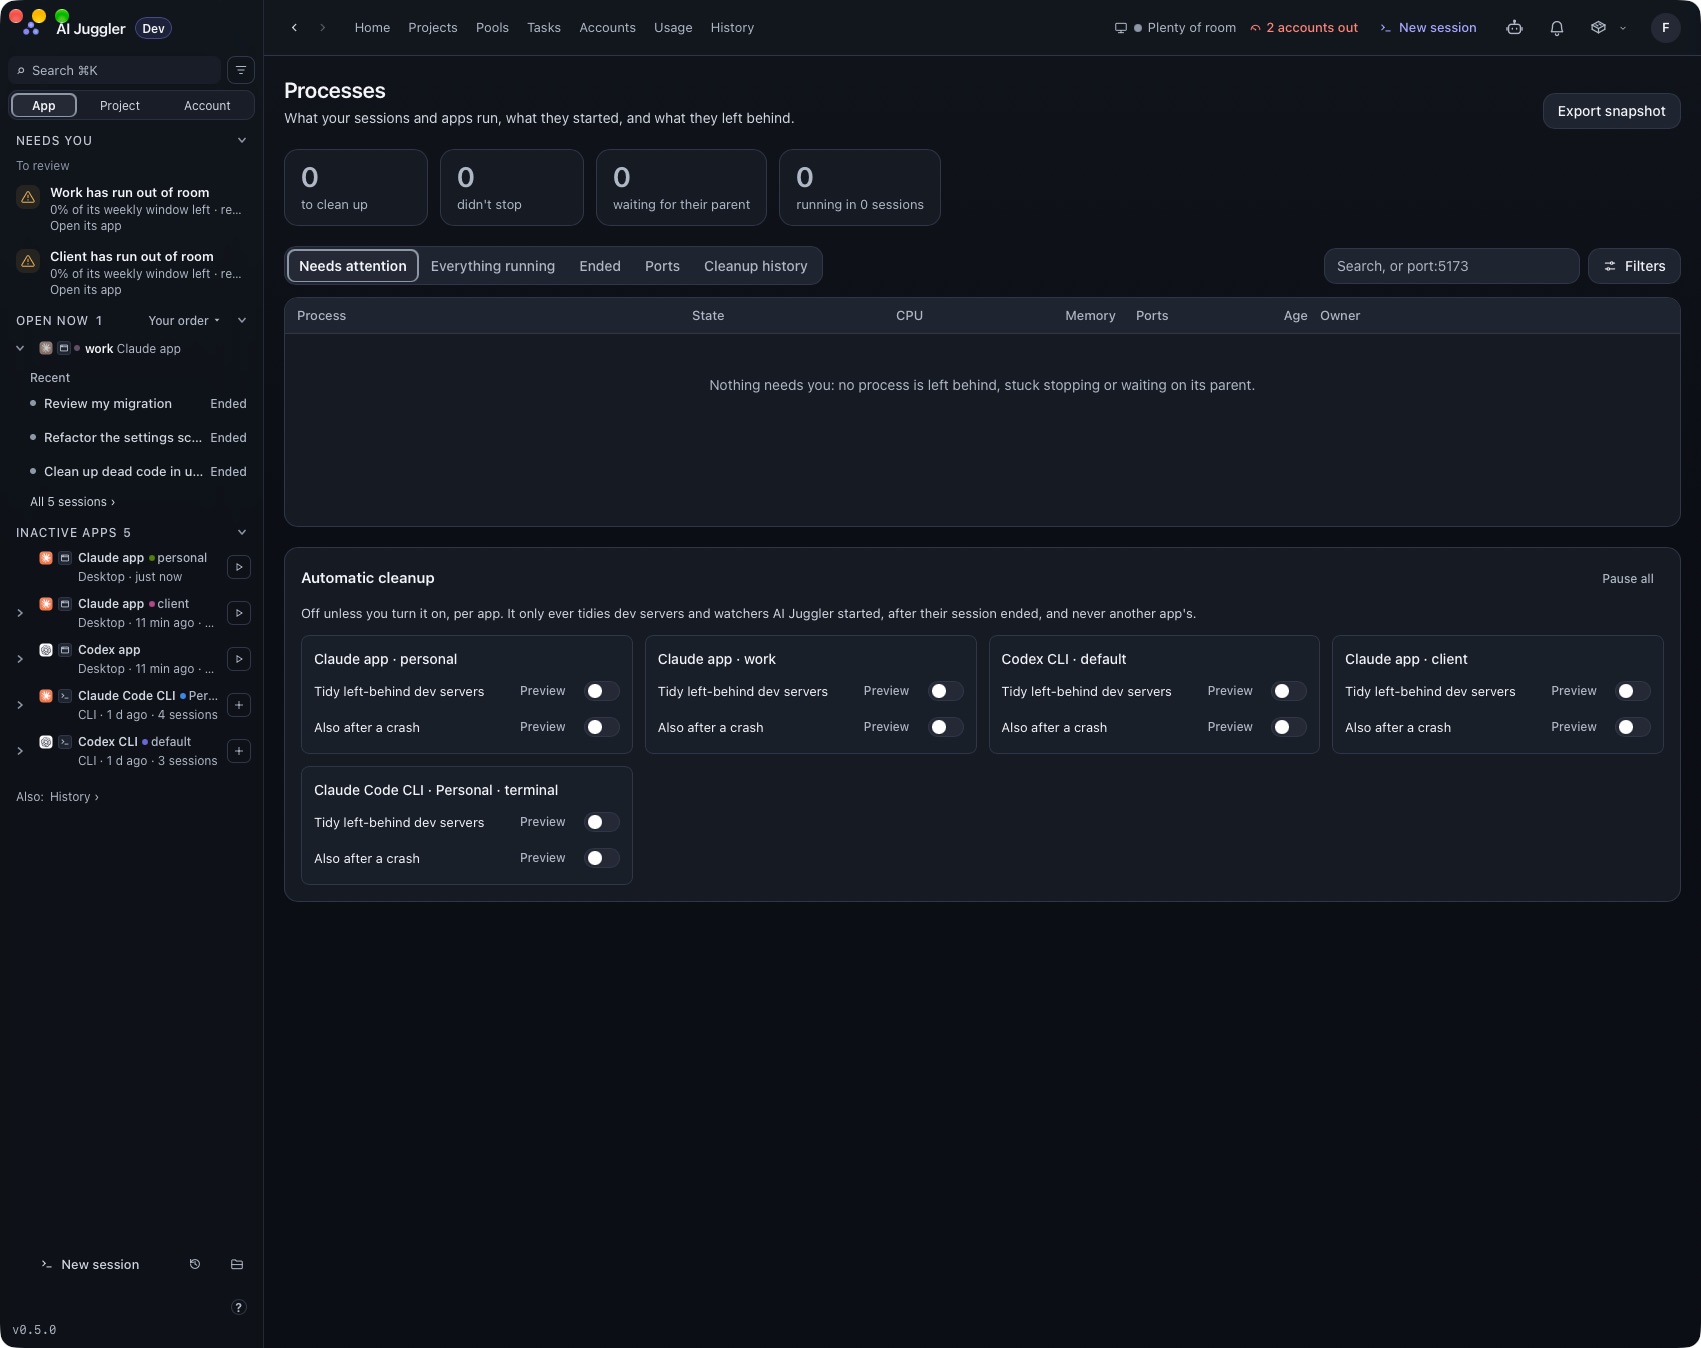 AI Juggler Dev
Search ⌘K
App Project Account
NEEDS YOU
To review
Work has run out of room
0% of its weekly window left · re...
Open its app
Client has run out of room
0% of its weekly window left · re...
Open its app
OPEN NOW 1 Your order
work Claude app
Recent
Review my migration Ended
Refactor the settings sc... Ended
Clean up dead code in u... Ended
All 5 sessions ›
INACTIVE APPS 5
Claude app personal
Desktop · just now
Claude app client
Desktop · 11 min ago · ...
Codex app
Desktop · 11 min ago · ...
Claude Code CLI Per...
CLI · 1 d ago · 4 sessions
Codex CLI default
CLI · 1 d ago · 3 sessions
Also: History ›
New session
?
v0.5.0
Home Projects Pools Tasks Accounts Usage History
Plenty of room 2 accounts out New session F
Processes
What your sessions and apps run, what they started, and what they left behind.
Export snapshot
0 0 0 0
to clean up didn't stop waiting for their parent running in 0 sessions
Needs attention Everything running Ended Ports Cleanup history
Search, or port:5173 Filters
Process State CPU Memory Ports Age Owner
Nothing needs you: no process is left behind, stuck stopping or waiting on its parent.
Automatic cleanup Pause all
Off unless you turn it on, per app. It only ever tidies dev servers and watchers AI Juggler started, after their session ended, and never another app's.
Claude app · personal
Tidy left-behind dev servers Preview
Also after a crash Preview
Claude app · work
Tidy left-behind dev servers Preview
Also after a crash Preview
Codex CLI · default
Tidy left-behind dev servers Preview
Also after a crash Preview
Claude app · client
Tidy left-behind dev servers Preview
Also after a crash Preview
Claude Code CLI · Personal · terminal
Tidy left-behind dev servers Preview
Also after a crash Preview